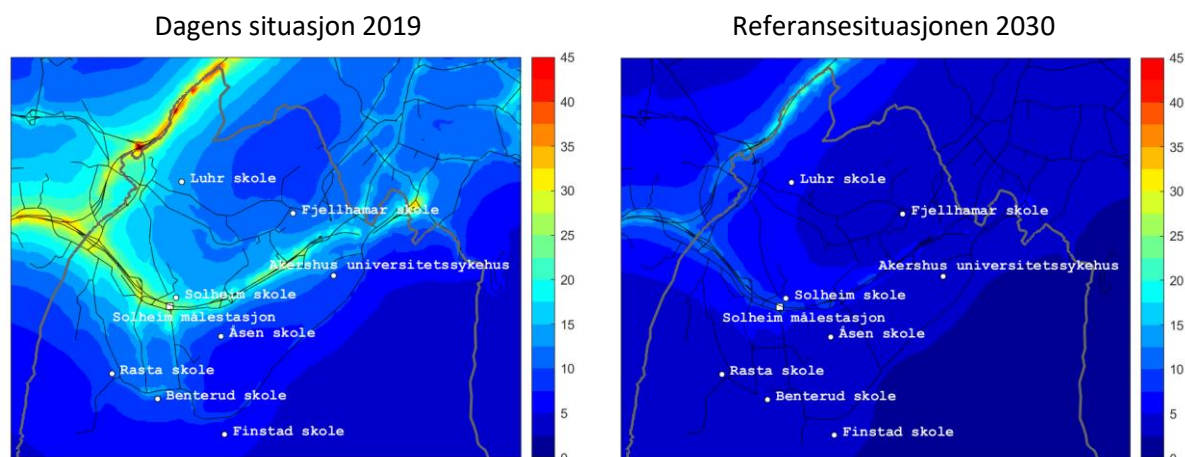 Dagens situasjon 2019
Referansesituasjonen 2030
45
40
35
30
25
20
15
10
5
0
Luhr skole
Fjellhamar skole
Akershus universitetssykehus
Solheim skole
Solheim målestasjon
Åsen skole
Rasta skole
Benterud skole
Finstad skole
45
40
35
30
25
20
15
10
5
0
Luhr skole
Fjellhamar skole
Akershus universitetssykehus
Solheim skole
Solheim målestasjon
Åsen skole
Rasta skole
Benterud skole
Finstad skole